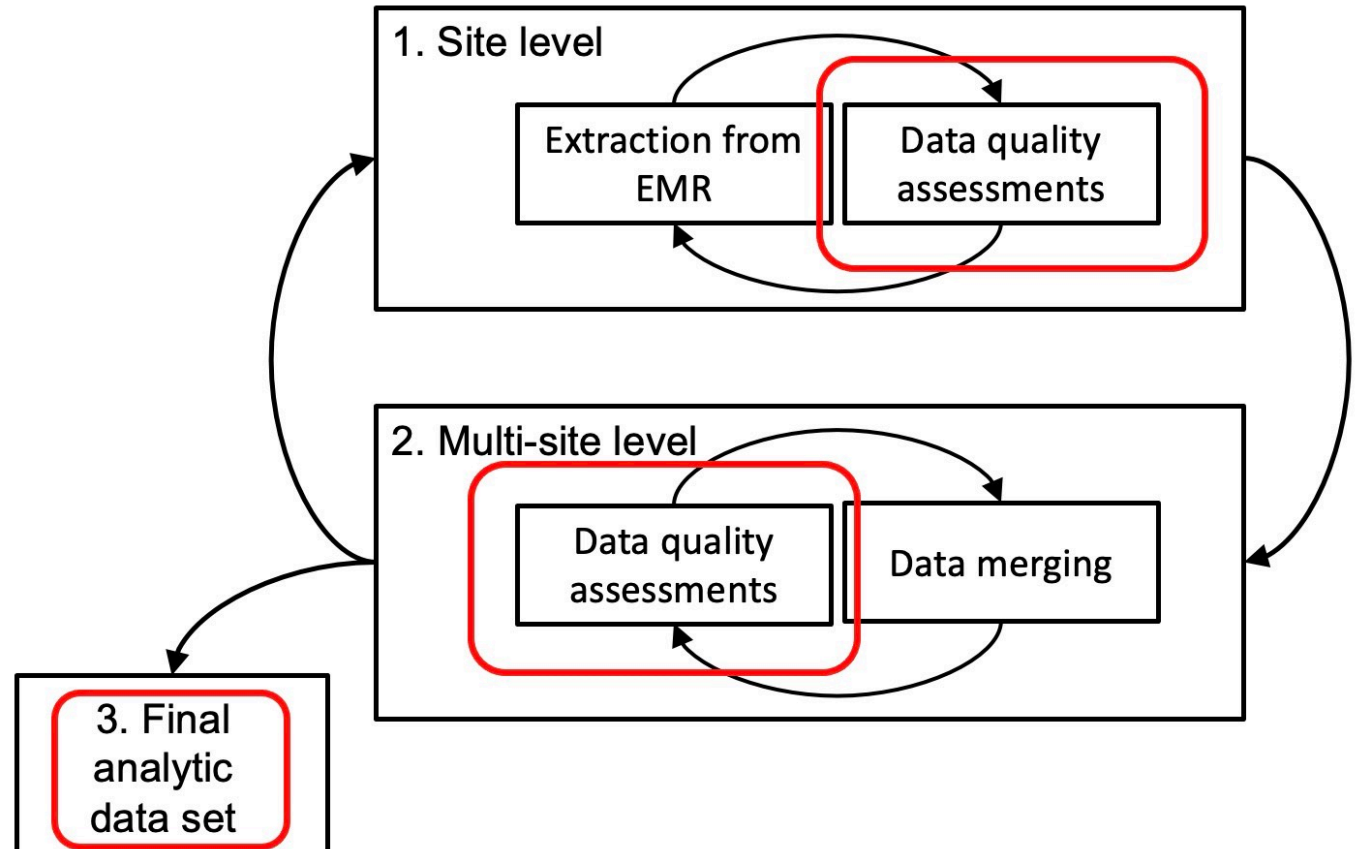 1. Site level
Extraction from
EMR
Data quality
assessments
2. Multi-site level
Data quality
assessments
Data merging
3. Final
analytic
data set